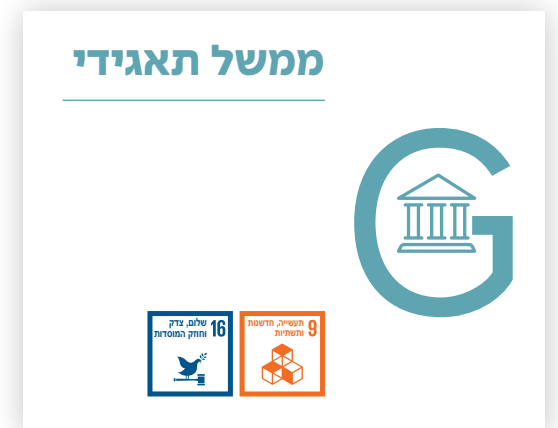 ממשל תאגידי
G
9 תעשייה, חדשנות
ותשתיות
16 שלום, צדק
וחוזק המוסדות